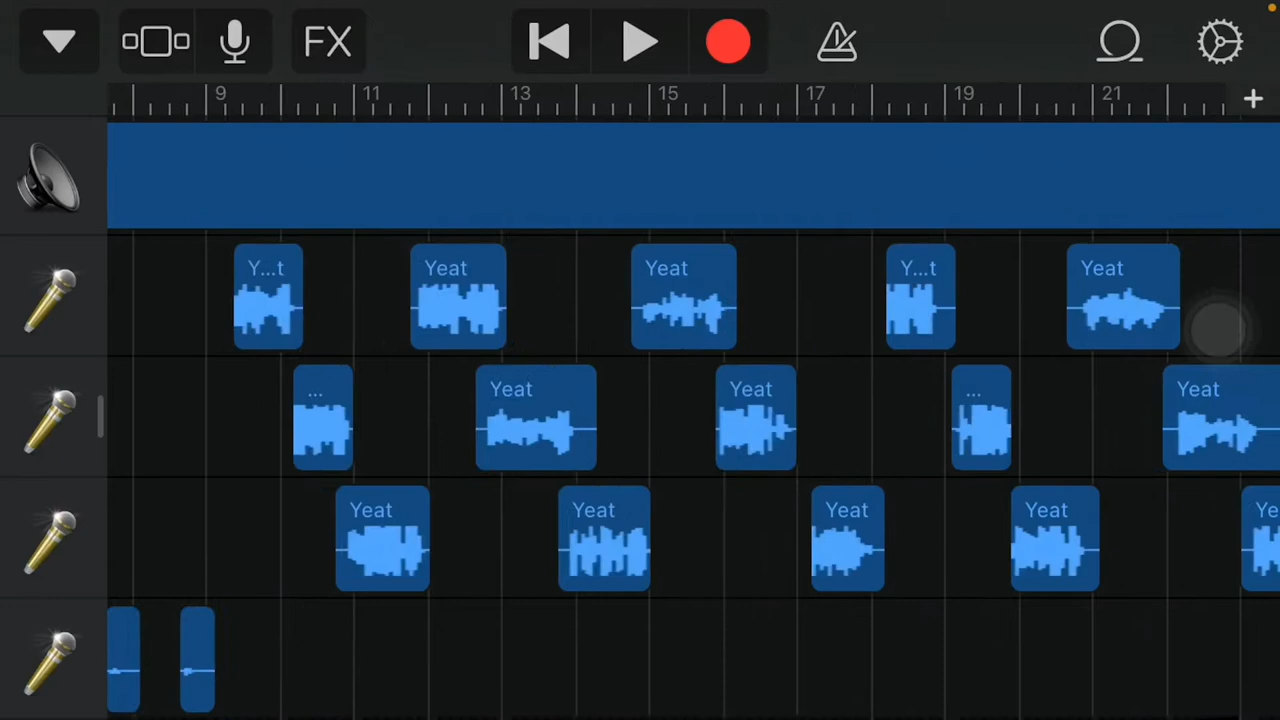 FX
9 11 13 15 17 19 21
Y...t Yeat Yeat Y...t Yeat
... Yeat Yeat ... Yeat
Yeat Yeat Yeat Yeat Ye